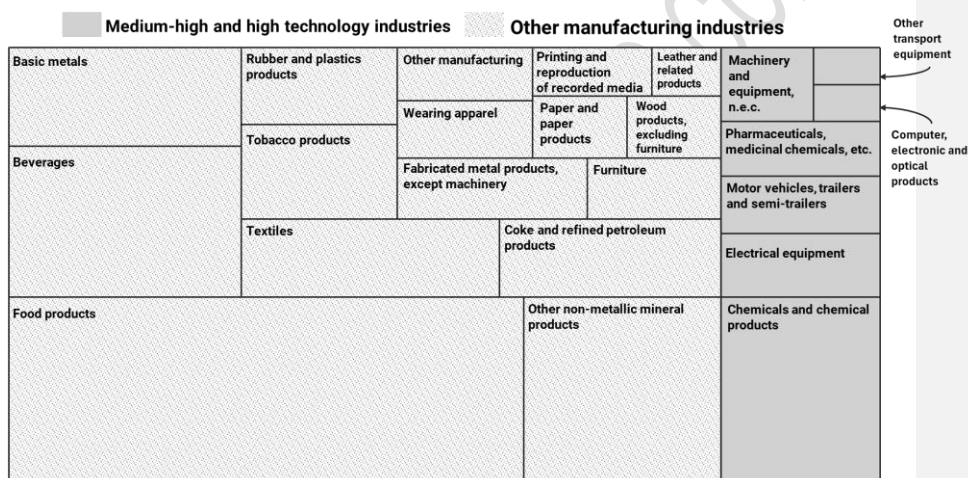 Medium-high and high technology industries
Other manufacturing industries
Other
transport
equipment
Basic metals
Rubber and plastics
products
Other manufacturing
Printing and
reproduction
of recorded media
Leather and
related
products
Machinery
and
equipment,
n.e.c.
Wearing apparel
Paper and
paper
products
Wood
products,
excluding
furniture
Computer,
electronic and
optical
products
Beverages
Tobacco products
Pharmaceuticals,
medicinal chemicals, etc.
Fabricated metal products,
except machinery
Furniture
Motor vehicles, trailers
and semi-trailers
Textiles
Coke and refined petroleum
products
Electrical equipment
Food products
Other non-metallic mineral
products
Chemicals and chemical
products